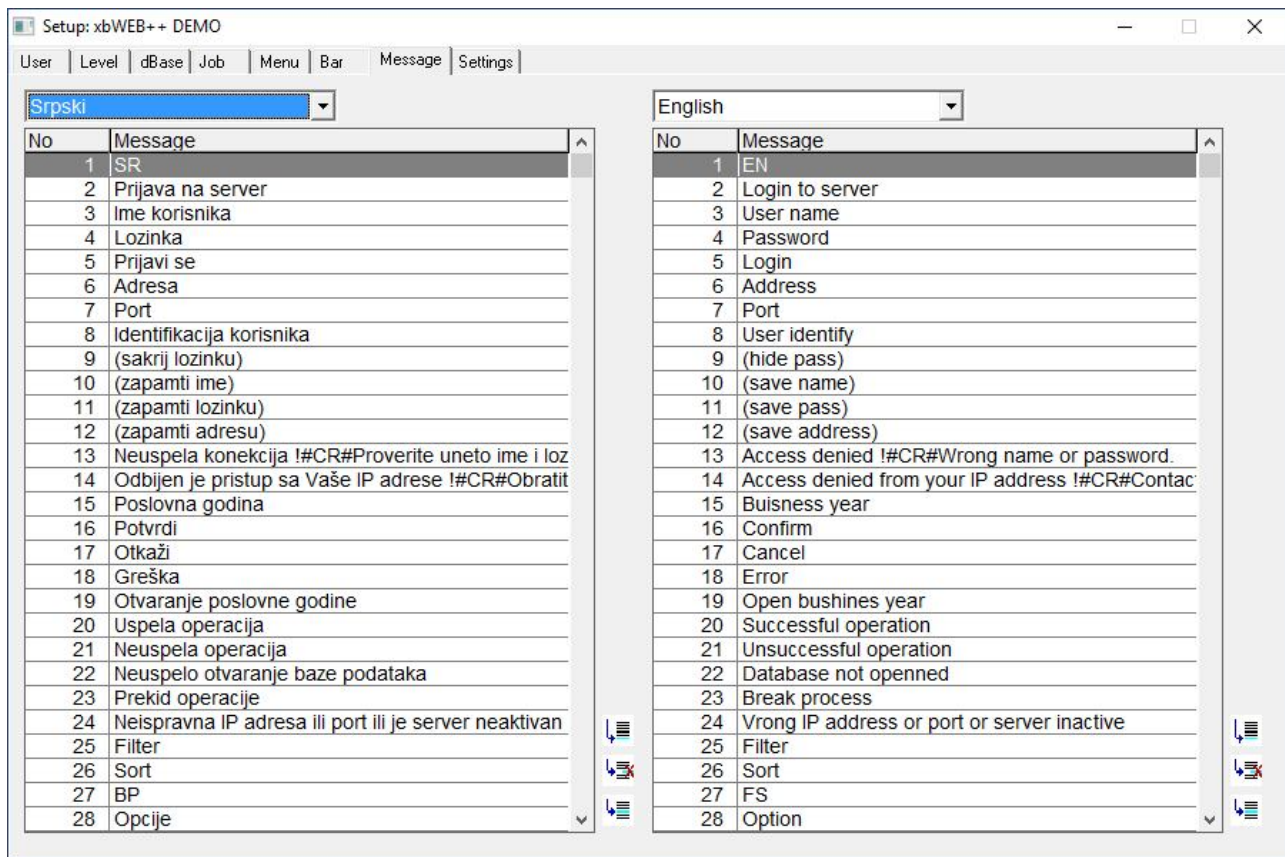 Setup: xbWEB++ DEMO
User Level dBase Job Menu Bar Message Settings
Srpski
No Message
1 SR
2 Prijava na server
3 Ime korisnika
4 Lozinka
5 Prijavi se
6 Adresa
7 Port
8 Identifikacija korisnika
9 (sakrij lozinku)
10 (zapamti ime)
11 (zapamti lozinku)
12 (zapamti adresu)
13 Neuspela konekcija !#CR#Proverite uneto ime i loz
14 Odbijen je pristup sa Vaše IP adrese !#CR#Obratit
15 Poslovna godina
16 Potvrdi
17 Otkaži
18 Greška
19 Otvaranje poslovne godine
20 Uspela operacija
21 Neuspela operacija
22 Neuspelo otvaranje baze podataka
23 Prekid operacije
24 Neispravna IP adresa ili port ili je server neaktivan
25 Filter
26 Sort
27 BP
28 Opcije
English
No Message
1 EN
2 Login to server
3 User name
4 Password
5 Login
6 Address
7 Port
8 User identify
9 (hide pass)
10 (save name)
11 (save pass)
12 (save address)
13 Access denied !#CR#Wrong name or password.
14 Access denied from your IP address !#CR#Contac
15 Buisness year
16 Confirm
17 Cancel
18 Error
19 Open bushines year
20 Successful operation
21 Unsuccessful operation
22 Database not openned
23 Break process
24 Vrong IP address or port or server inactive
25 Filter
26 Sort
27 FS
28 Option